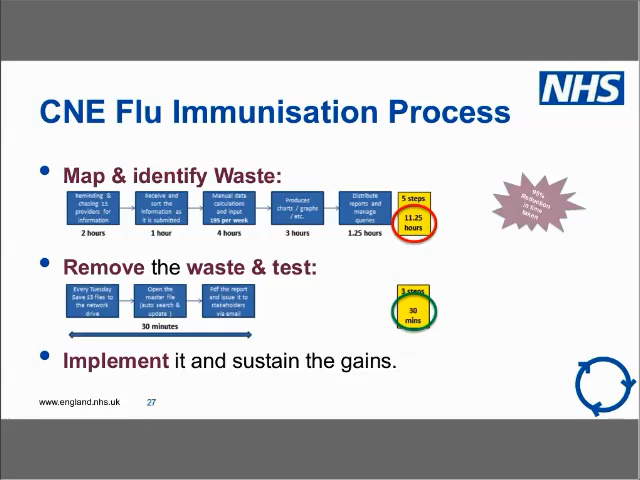 NHS
CNE Flu Immunisation Process
• Map & identify Waste:
Reminding &
chasing 13
providers for
information
Receive and
sort the
information as
it is submitted
Manual data
calculations
and input
195 per week
Produces
charts / graphs
/ etc.
Distribute
reports and
manage
queries
5 steps
11.25
hours
2 hours
1 hour
4 hours
3 hours
1.25 hours
95%
Reduction
in time
taken
• Remove the waste & test:
Every Tuesday
Save 13 files to
the network
drive
Open the
master file
(auto search &
update )
Pdf the report
and issue it to
stakeholders
via email
3 steps
30
mins
30 minutes
• Implement it and sustain the gains.
www.england.nhs.uk
27